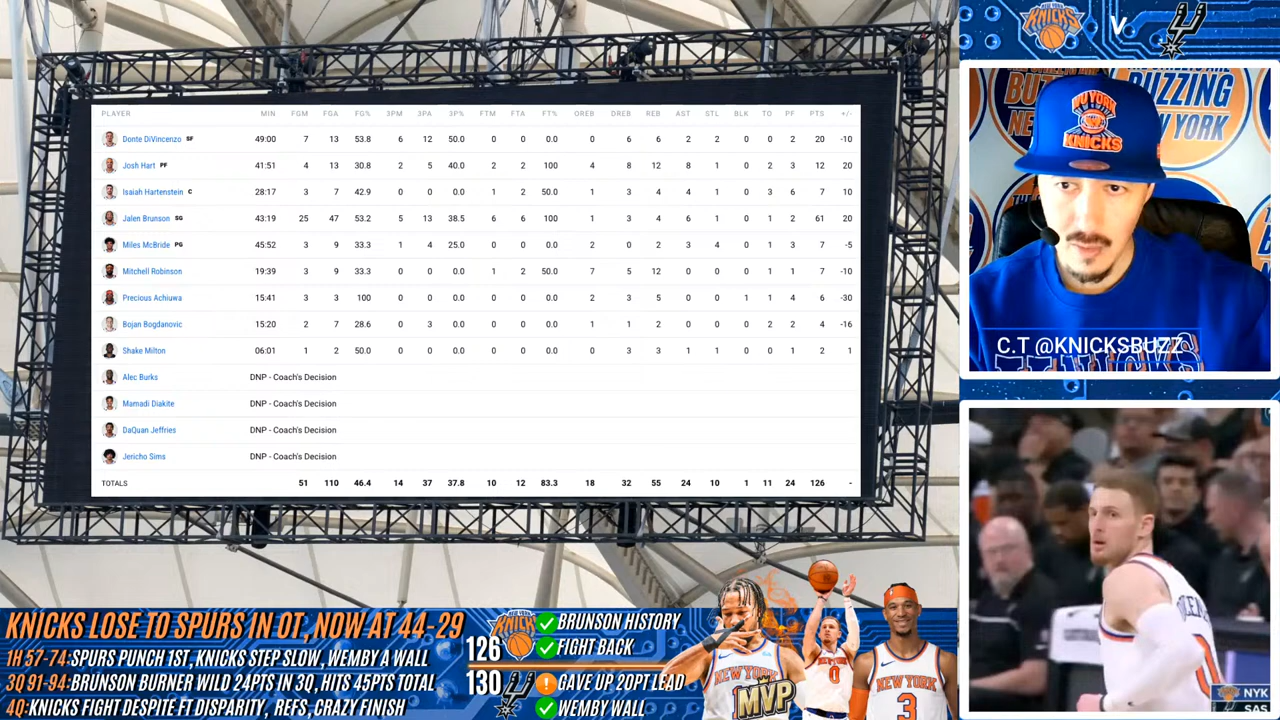 PLAYER MIN FGM FGA FG% 3PM 3PA 3P% FTM FTA FT% OREB DREB REB AST STL BLK TO PF PTS +/-
Donte DiVincenzo SF 49:00 7 13 53.8 12 50.0 0 0 0.0 6 2 2 0 0 2 20 -10
Josh Hart PF 41:51 4 13 30.8 2 5 40.0 2 2 100 4 8 12 8 1 0 2 3 12 20
Isaiah Hartenstein C 28:17 3 7 42.9 0 0 0.0 1 2 50.0 1 3 4 4 1 0 3 6 7 10
Jalen Brunson SG 43:19 25 47 53.2 5 13 38.5 6 6 100 1 3 4 6 1 0 1 2 61 20
Miles McBride PG 45:52 3 9 33.3 1 4 25.0 0 0 0.0 2 0 2 3 4 0 1 3 7 -5
Mitchell Robinson 19:39 3 9 33.3 0 0 0.0 1 2 50.0 7 5 12 0 0 0 1 1 7 -10
Precious Achiuwa 15:41 3 3 100 0 0 0.0 0 0 0.0 2 3 5 0 0 1 1 4 6 -30
Bojan Bogdanovic 15:20 2 7 28.6 0 3 0.0 0 0 0.0 1 1 2 0 0 0 2 2 4 -16
Shake Milton 06:01 1 2 50.0 0 0 0.0 0 0 0.0 0 3 3 1 1 0 0 1 2 1
Alec Burks DNP - Coach's Decision
Mamadi Diakite DNP - Coach's Decision
DaQuan Jeffries DNP - Coach's Decision
Jericho Sims DNP - Coach's Decision
TOTALS 51 110 46.4 14 37 37.8 10 12 83.3 18 32 55 24 10 1 11 24 126 -
KNICKS
V
BUZZING
YORK
NEW YORK
KNICKS
C.T @KNICKSBUZZ
NYK
SAS
KNICKS LOSE TO SPURS IN OT, NOW AT 44-29
1H 57-74:SPURS PUNCH 1ST, KNICKS STEP SLOW, WEMBY A WALL
3Q 91-94:BRUNSON BURNER WILD 24PTS IN 3Q, HITS 45PTS TOTAL
4Q:KNICKS FIGHT DESPITE FT DISPARITY, REFS, CRAZY FINISH
126
130
KNICKS
BRUNSON HISTORY
FIGHT BACK
GAVE UP 20PT LEAD
WEMBY WALL
NEW YORK
MVP
0
NEW YORK
3